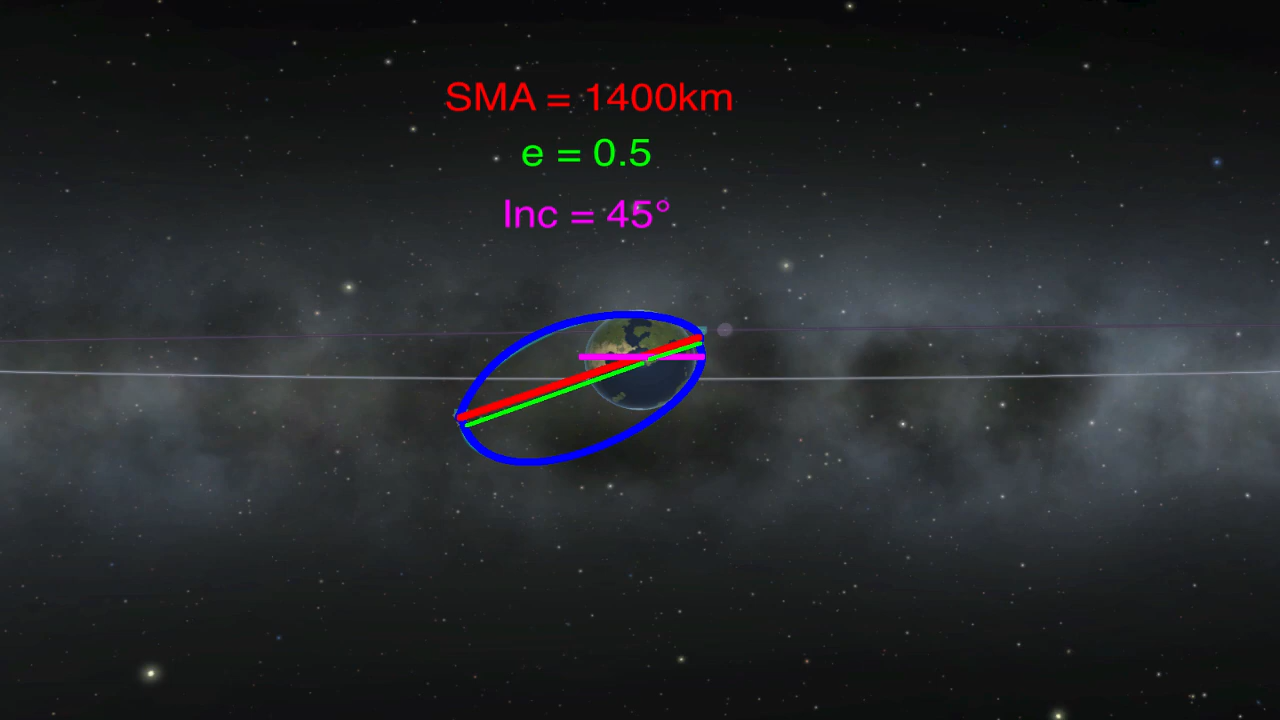 SMA = 1400km
e = 0.5
Inc = 45°